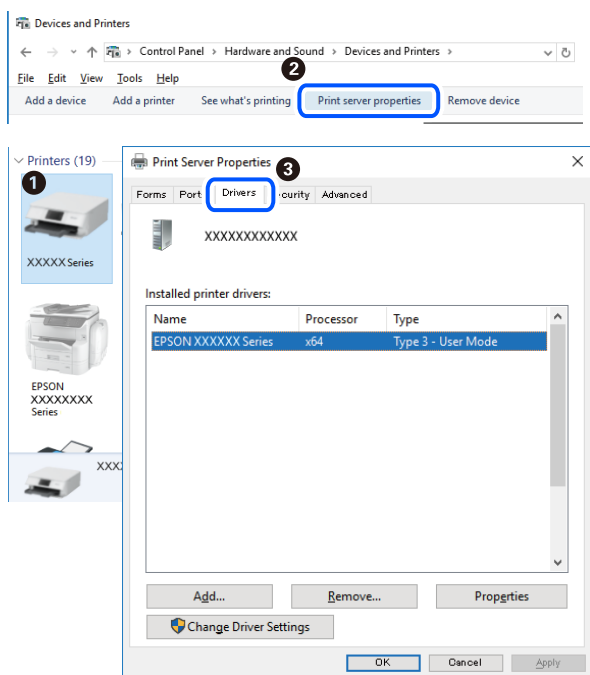 Devices and Printers
Control Panel > Hardware and Sound > Devices and Printers >
2
File Edit View Tools Help
Add a device Add a printer See what's printing Print server properties Remove device
Printers (19)
1
XXXXX Series
EPSON
XXXXXXXX
Series
XXX
Print Server Properties
3
Forms Port Drivers curity Advanced
XXXXXXXXXXXX
Installed printer drivers:
Name Processor Type
EPSON XXXXXX Series x64 Type 3 - User Mode
Add... Remove... Properties
Change Driver Settings
OK Cancel Apply